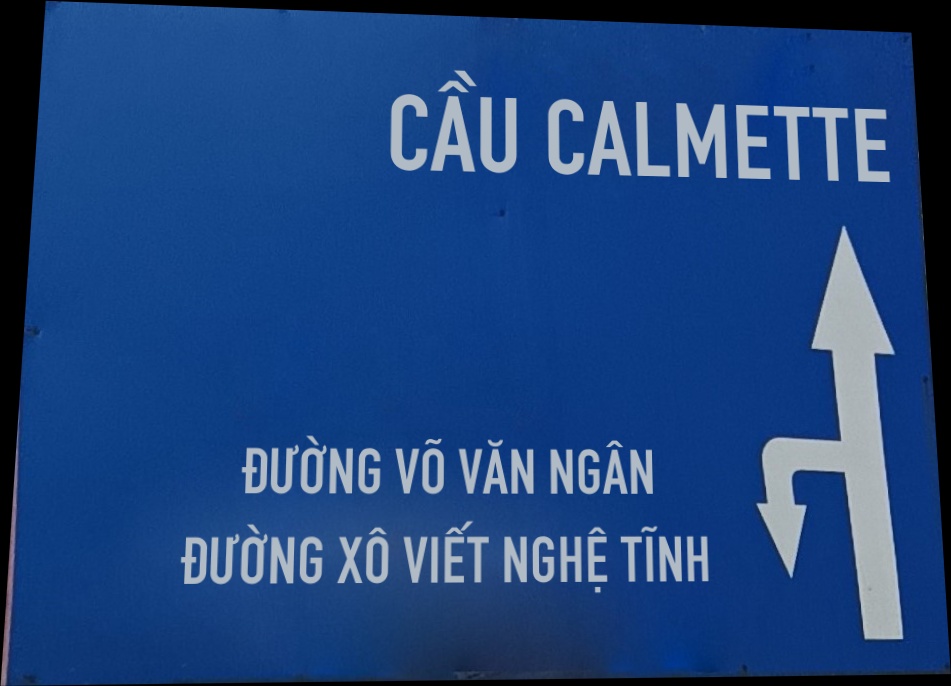 CẦU CALMETTE
ĐƯỜNG VÕ VĂN NGÂN
ĐƯỜNG XÔ VIẾT NGHỆ TĨNH